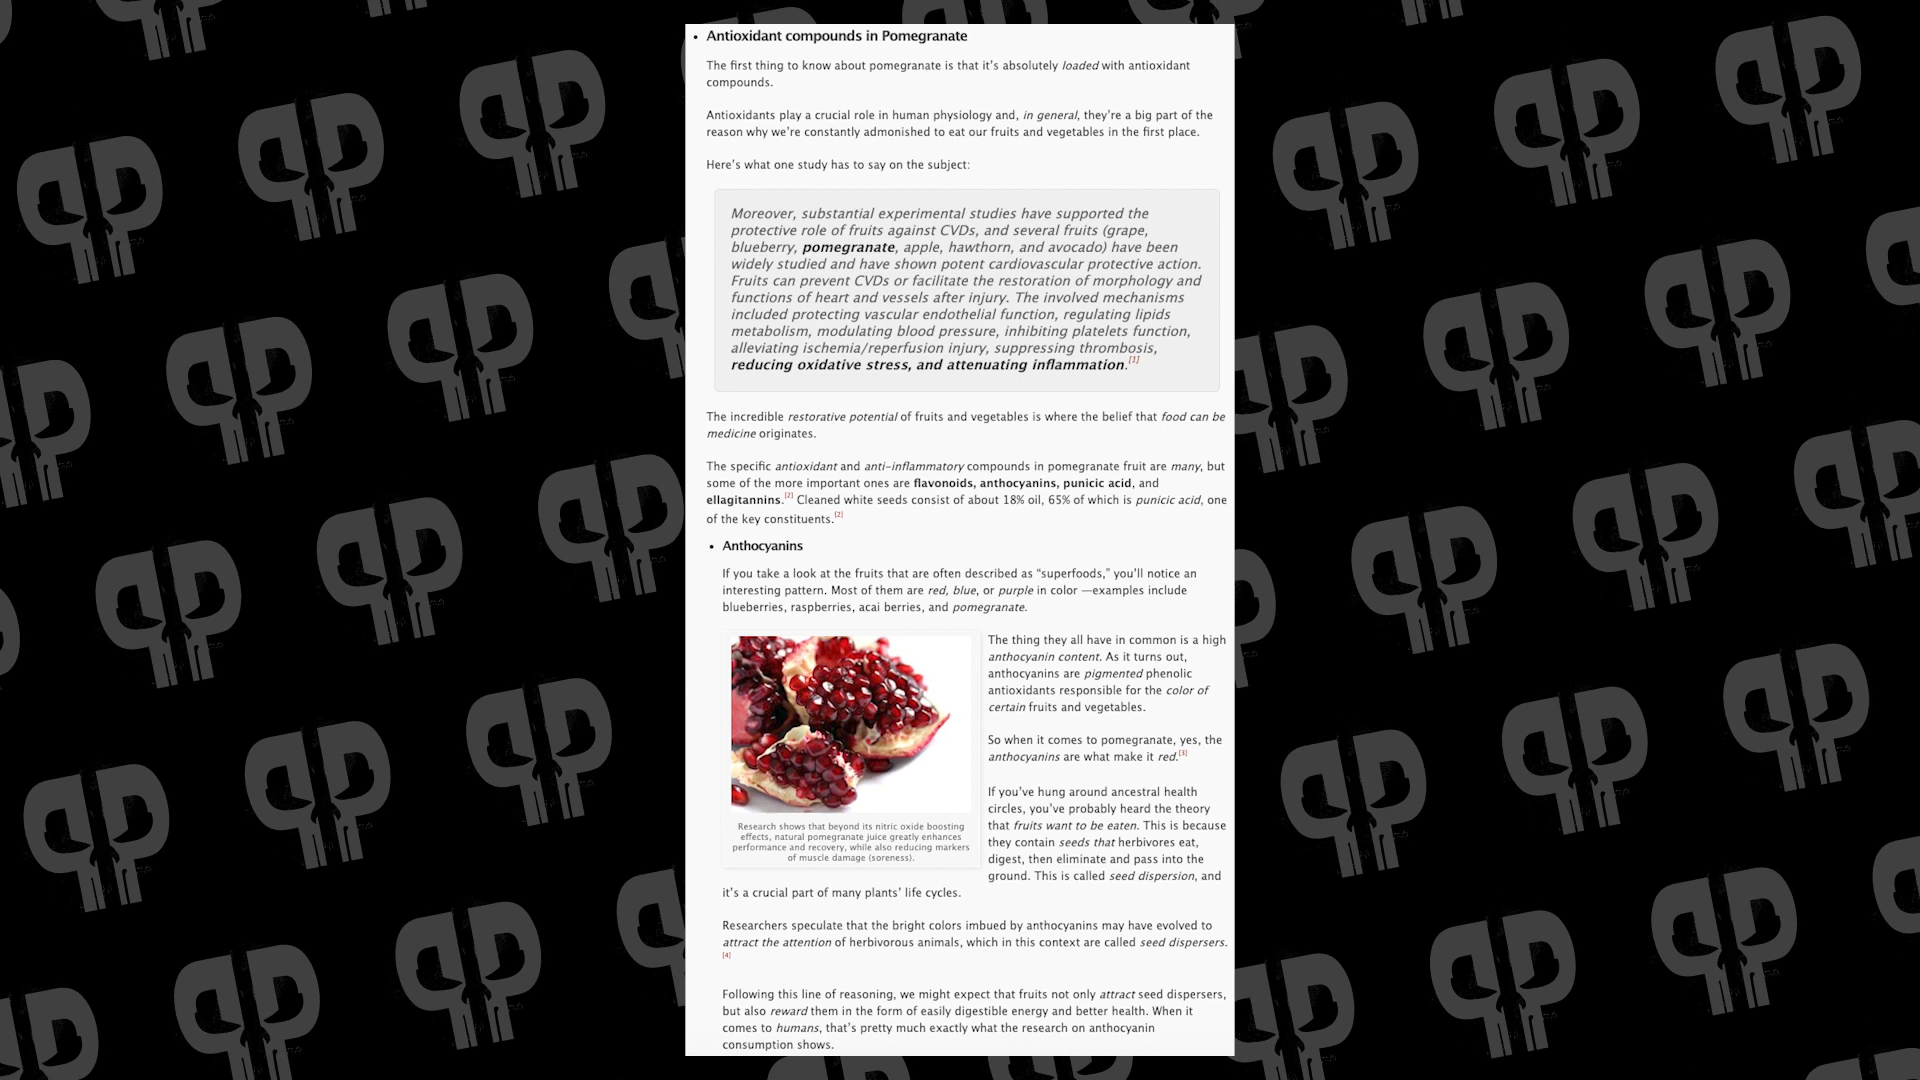 • Antioxidant compounds in Pomegranate
The first thing to know about pomegranate is that it's absolutely loaded with antioxidant
compounds.
Antioxidants play a crucial role in human physiology and, in general, they're a big part of the
reason why we're constantly admonished to eat our fruits and vegetables in the first place.
Here's what one study has to say on the subject:
Moreover, substantial experimental studies have supported the
protective role of fruits against CVDs, and several fruits (grape,
blueberry, pomegranate, apple, hawthorn, and avocado) have been
widely studied and have shown potent cardiovascular protective action.
Fruits can prevent CVDs or facilitate the restoration of morphology and
functions of heart and vessels after injury. The involved mechanisms
included protecting vascular endothelial function, regulating lipids
metabolism, modulating blood pressure, inhibiting platelets function,
alleviating ischemia/reperfusion injury, suppressing thrombosis,
reducing oxidative stress, and attenuating inflammation.[1]
The incredible restorative potential of fruits and vegetables is where the belief that food can be
medicine originates.
The specific antioxidant and anti-inflammatory compounds in pomegranate fruit are many, but
some of the more important ones are flavonoids, anthocyanins, punicic acid, and
ellagitannins.[2] Cleaned white seeds consist of about 18% oil, 65% of which is punicic acid, one
of the key constituents.[2]
• Anthocyanins
If you take a look at the fruits that are often described as “superfoods,” you'll notice an
interesting pattern. Most of them are red, blue, or purple in color —examples include
blueberries, raspberries, acai berries, and pomegranate.
The thing they all have in common is a high
anthocyanin content. As it turns out,
anthocyanins are pigmented phenolic
antioxidants responsible for the color of
certain fruits and vegetables.
So when it comes to pomegranate, yes, the
anthocyanins are what make it red.[3]
If you've hung around ancestral health
circles, you've probably heard the theory
that fruits want to be eaten. This is because
they contain seeds that herbivores eat,
digest, then eliminate and pass into the
ground. This is called seed dispersion, and
it's a crucial part of many plants' life cycles.
Research shows that beyond its nitric oxide boosting
effects, natural pomegranate juice greatly enhances
performance and recovery, while also reducing markers
of muscle damage (soreness).
Researchers speculate that the bright colors imbued by anthocyanins may have evolved to
attract the attention of herbivorous animals, which in this context are called seed dispersers.
[4]
Following this line of reasoning, we might expect that fruits not only attract seed dispersers,
but also reward them in the form of easily digestible energy and better health. When it
comes to humans, that's pretty much exactly what the research on anthocyanin
consumption shows.